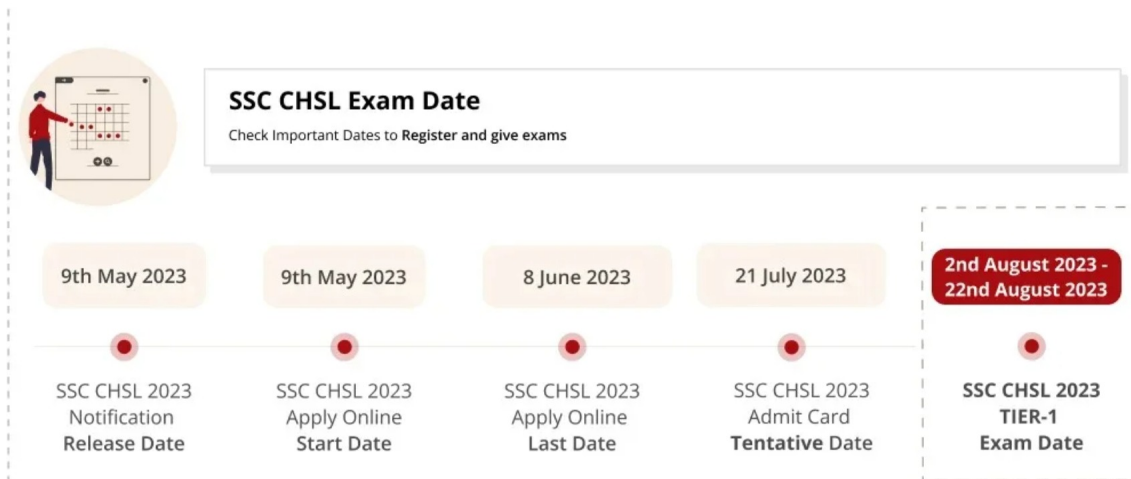 SSC CHSL Exam Date
Check Important Dates to Register and give exams
9th May 2023
SSC CHSL 2023
Notification
Release Date
9th May 2023
SSC CHSL 2023
Apply Online
Start Date
8 June 2023
SSC CHSL 2023
Apply Online
Last Date
21 July 2023
SSC CHSL 2023
Admit Card
Tentative Date
2nd August 2023 -
22nd August 2023
SSC CHSL 2023
TIER-1
Exam Date